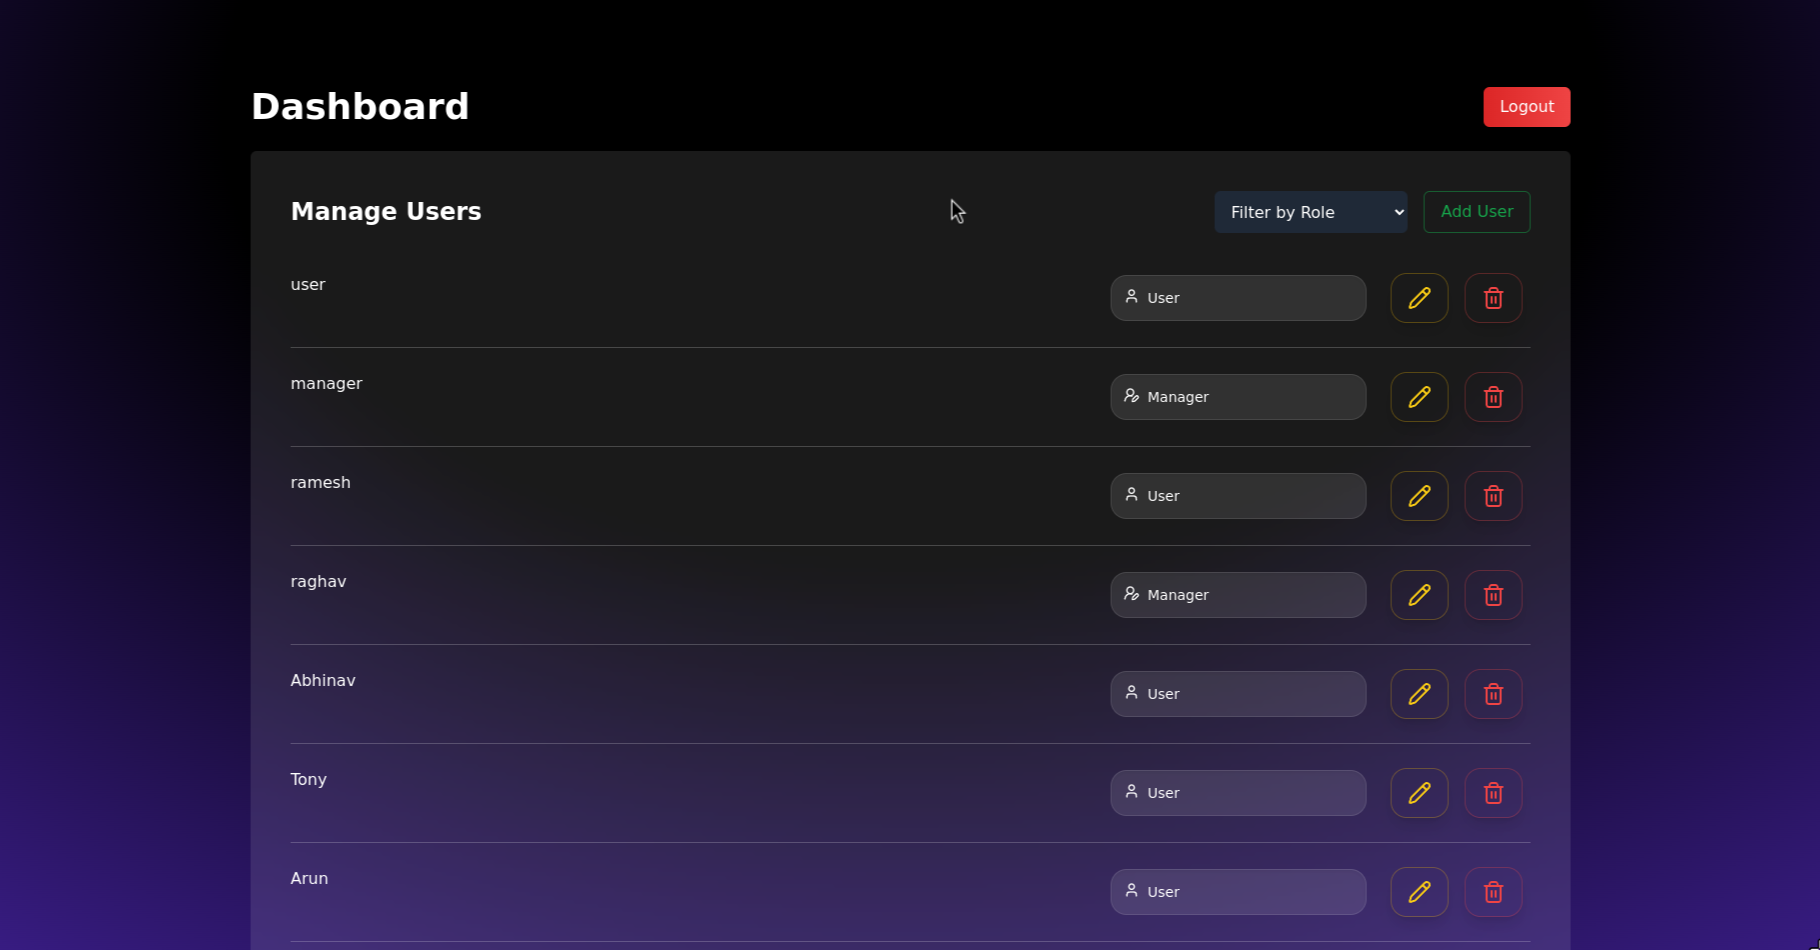 Dashboard
Logout
Manage Users
Filter by Role
Add User
user
User
manager
Manager
ramesh
User
raghav
Manager
Abhinav
User
Tony
User
Arun
User